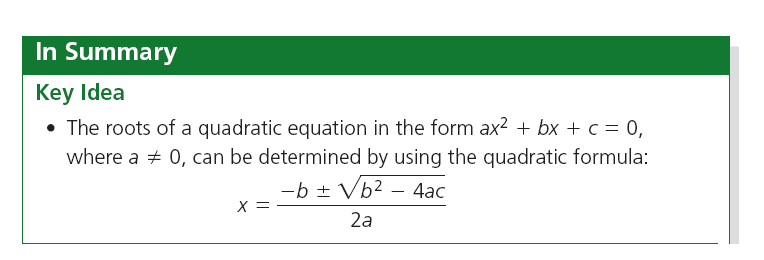 In Summary
Key Idea
• The roots of a quadratic equation in the form ax² + bx + c = 0,
where a ≠ 0, can be determined by using the quadratic formula:
x = (−b ± √(b² − 4ac)) / (2a)